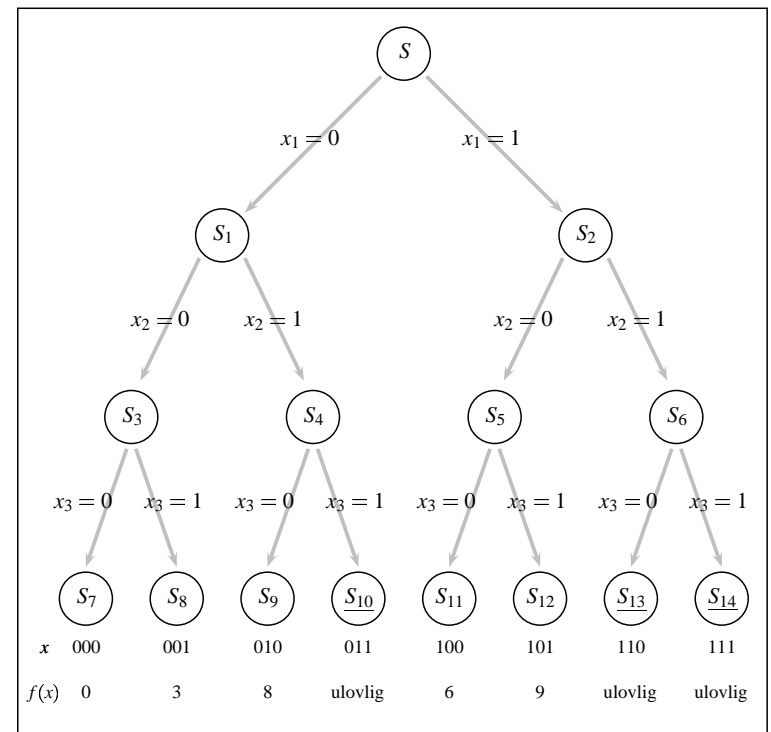 S
x₁ = 0 x₁ = 1
S₁ S₂
x₂ = 0 x₂ = 1 x₂ = 0 x₂ = 1
S₃ S₄ S₅ S₆
x₃ = 0 x₃ = 1 x₃ = 0 x₃ = 1 x₃ = 0 x₃ = 1 x₃ = 0 x₃ = 1
S₇ S₈ S₉ S₁₀ S₁₁ S₁₂ S₁₃ S₁₄
x 000 001 010 011 100 101 110 111
f(x) 0 3 8 ulovlig 6 9 ulovlig ulovlig